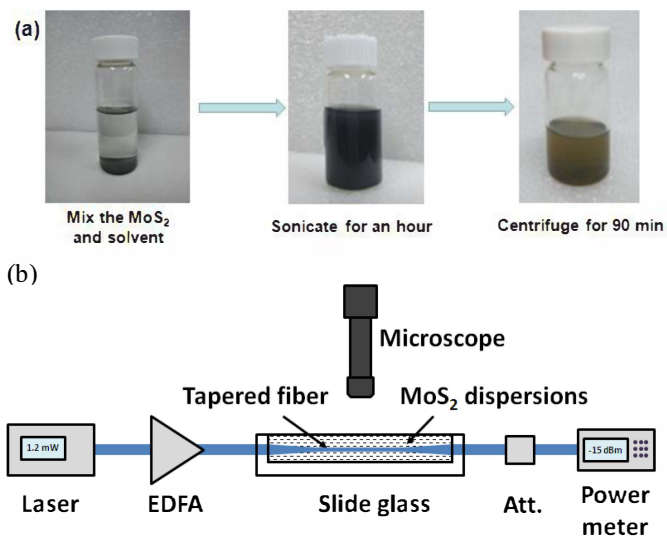 (a)
Mix the MoS₂
and solvent
Sonicate for an hour
Centrifuge for 90 min
(b)
Microscope
Tapered fiber
MoS₂ dispersions
1.2 mW
-15 dBm
Laser
EDFA
Slide glass
Att.
Power
meter